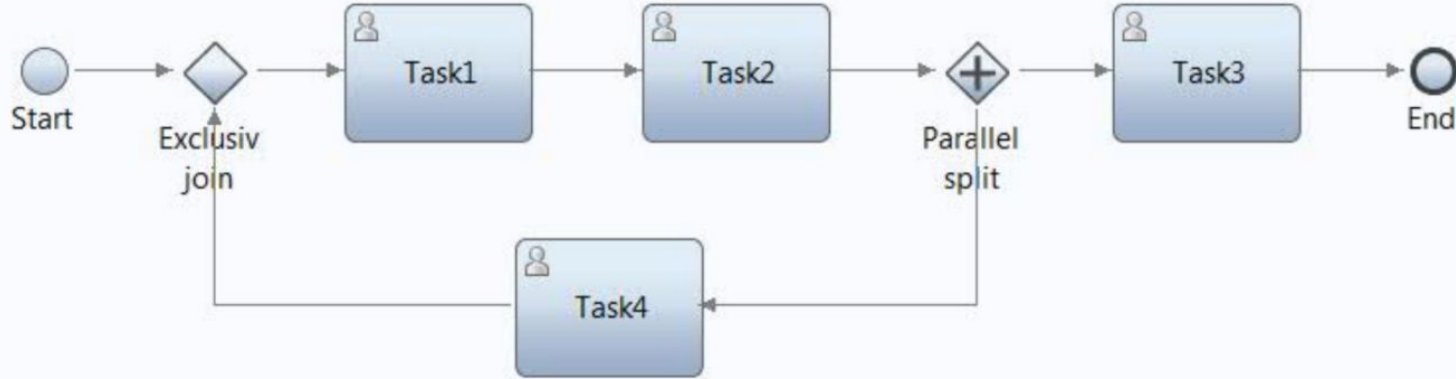 Task1
Task2
Task3
Start
End
Exclusiv
join
Parallel
split
Task4